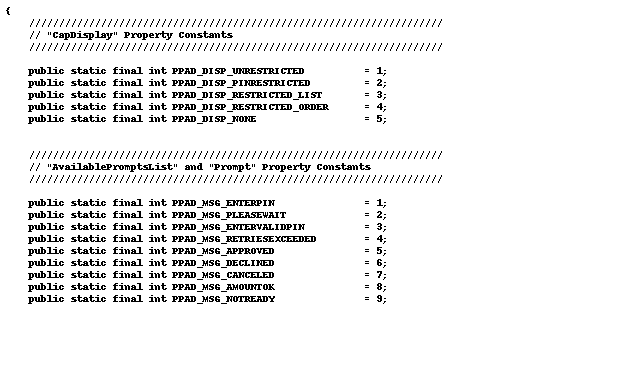 {
///////////////////////////////////////////////////////////////////////
// "CapDisplay" Property Constants
///////////////////////////////////////////////////////////////////////
public static final int PPAD_DISP_UNRESTRICTED = 1;
public static final int PPAD_DISP_PINRESTRICTED = 2;
public static final int PPAD_DISP_RESTRICTED_LIST = 3;
public static final int PPAD_DISP_RESTRICTED_ORDER = 4;
public static final int PPAD_DISP_NONE = 5;
///////////////////////////////////////////////////////////////////////
// "AvailablePromptsList" and "Prompt" Property Constants
///////////////////////////////////////////////////////////////////////
public static final int PPAD_MSG_ENTERPIN = 1;
public static final int PPAD_MSG_PLEASEWAIT = 2;
public static final int PPAD_MSG_ENTERVALIDPIN = 3;
public static final int PPAD_MSG_RETRIESEXCEEDED = 4;
public static final int PPAD_MSG_APPROVED = 5;
public static final int PPAD_MSG_DECLINED = 6;
public static final int PPAD_MSG_CANCELED = 7;
public static final int PPAD_MSG_AMOUNTOK = 8;
public static final int PPAD_MSG_NOTREADY = 9;